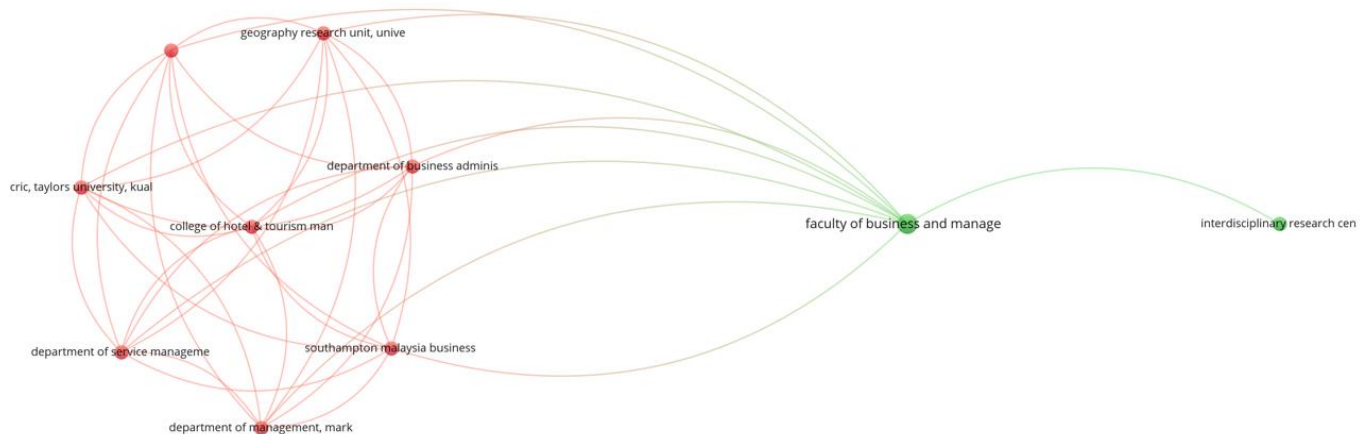 geography research unit, unive
department of business adminis
cric, taylors university, kual
college of hotel & tourism man
faculty of business and manage
interdisciplinary research cen
department of service manageme
southampton malaysia business
department of management, mark